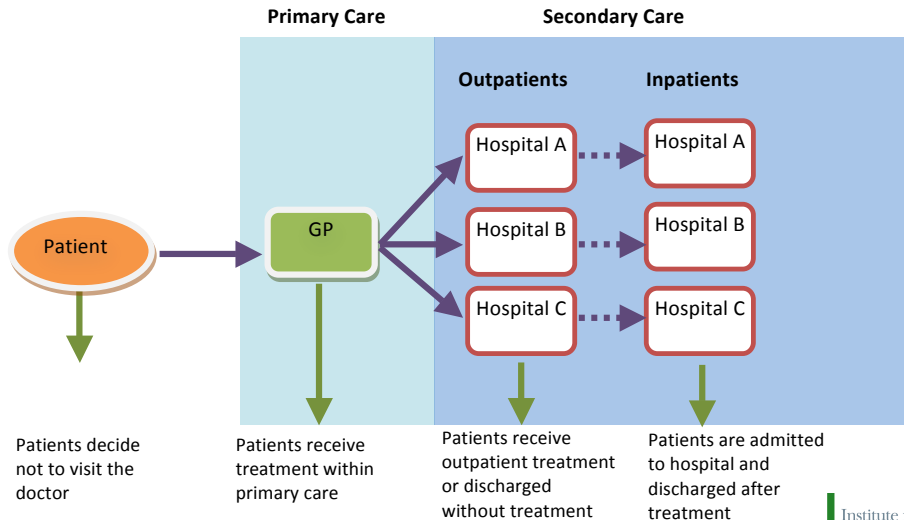 Primary Care
Secondary Care
Outpatients
Inpatients
Hospital A
Hospital A
Patient
GP
Hospital B
Hospital B
Hospital C
Hospital C
Patients decide
not to visit the
doctor
Patients receive
treatment within
primary care
Patients receive
outpatient treatment
or discharged
without treatment
Patients are admitted
to hospital and
discharged after
treatment
Institute